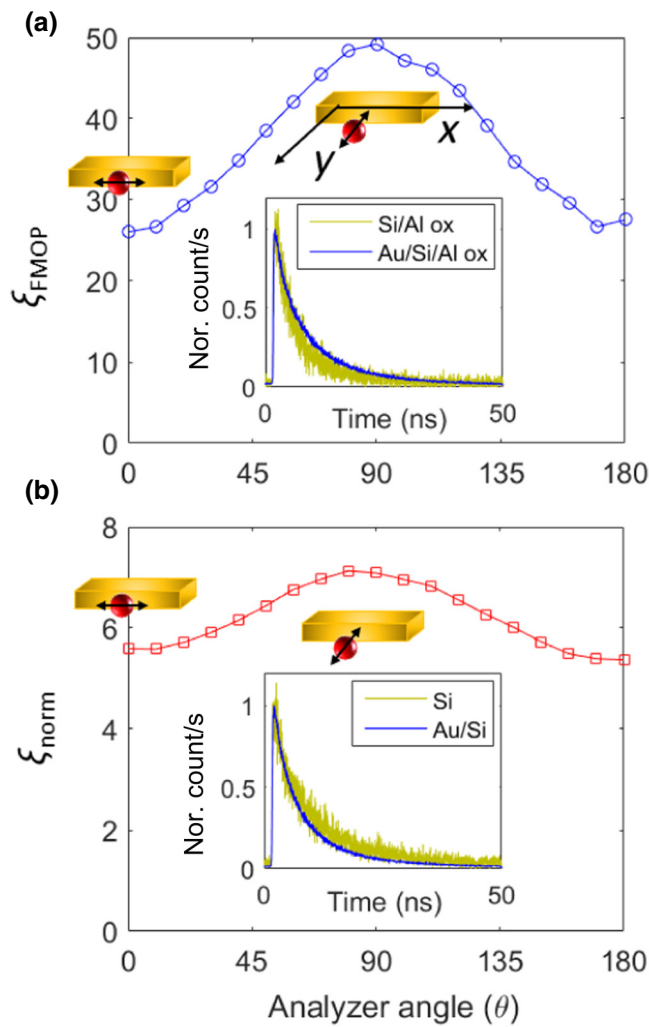 (a)
50
40
30
20
10
0
ξFMOP
x
y
Si/Al ox
Au/Si/Al ox
1
0.5
0
Nor. count/s
0
50
Time (ns)
0
45
90
135
180
(b)
8
6
4
2
0
ξnorm
Si
Au/Si
1
0.5
0
Nor. count/s
0
50
Time (ns)
0
45
90
135
180
Analyzer angle (θ)